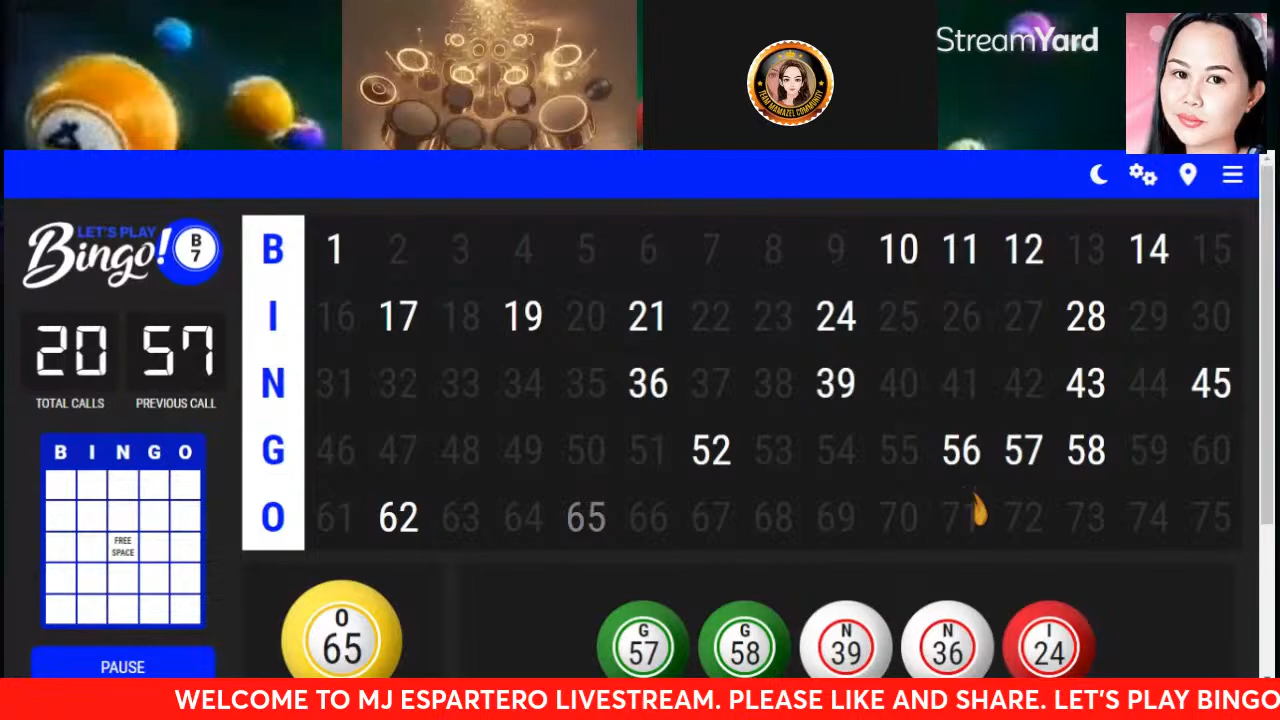 StreamYard
TEAM MAMAZEL COMMUNITY
LET'S PLAY
Bingo!
B
7
20
57
TOTAL CALLS
PREVIOUS CALL
B I N G O
FREE
SPACE
PAUSE
B 1 2 3 4 5 6 7 8 9 10 11 12 13 14 15
I 16 17 18 19 20 21 22 23 24 25 26 27 28 29 30
N 31 32 33 34 35 36 37 38 39 40 41 42 43 44 45
G 46 47 48 49 50 51 52 53 54 55 56 57 58 59 60
O 61 62 63 64 65 66 67 68 69 70 71 72 73 74 75
O
65
G
57
G
58
N
39
N
36
I
24
WELCOME TO MJ ESPARTERO LIVESTREAM. PLEASE LIKE AND SHARE. LET'S PLAY BINGO